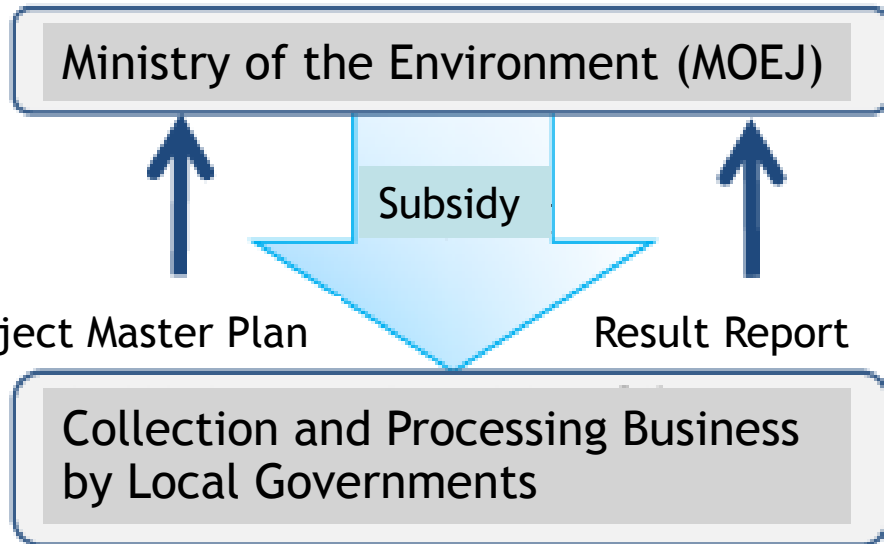 Ministry of the Environment (MOEJ)
Subsidy
ject Master Plan
Result Report
Collection and Processing Business
by Local Governments